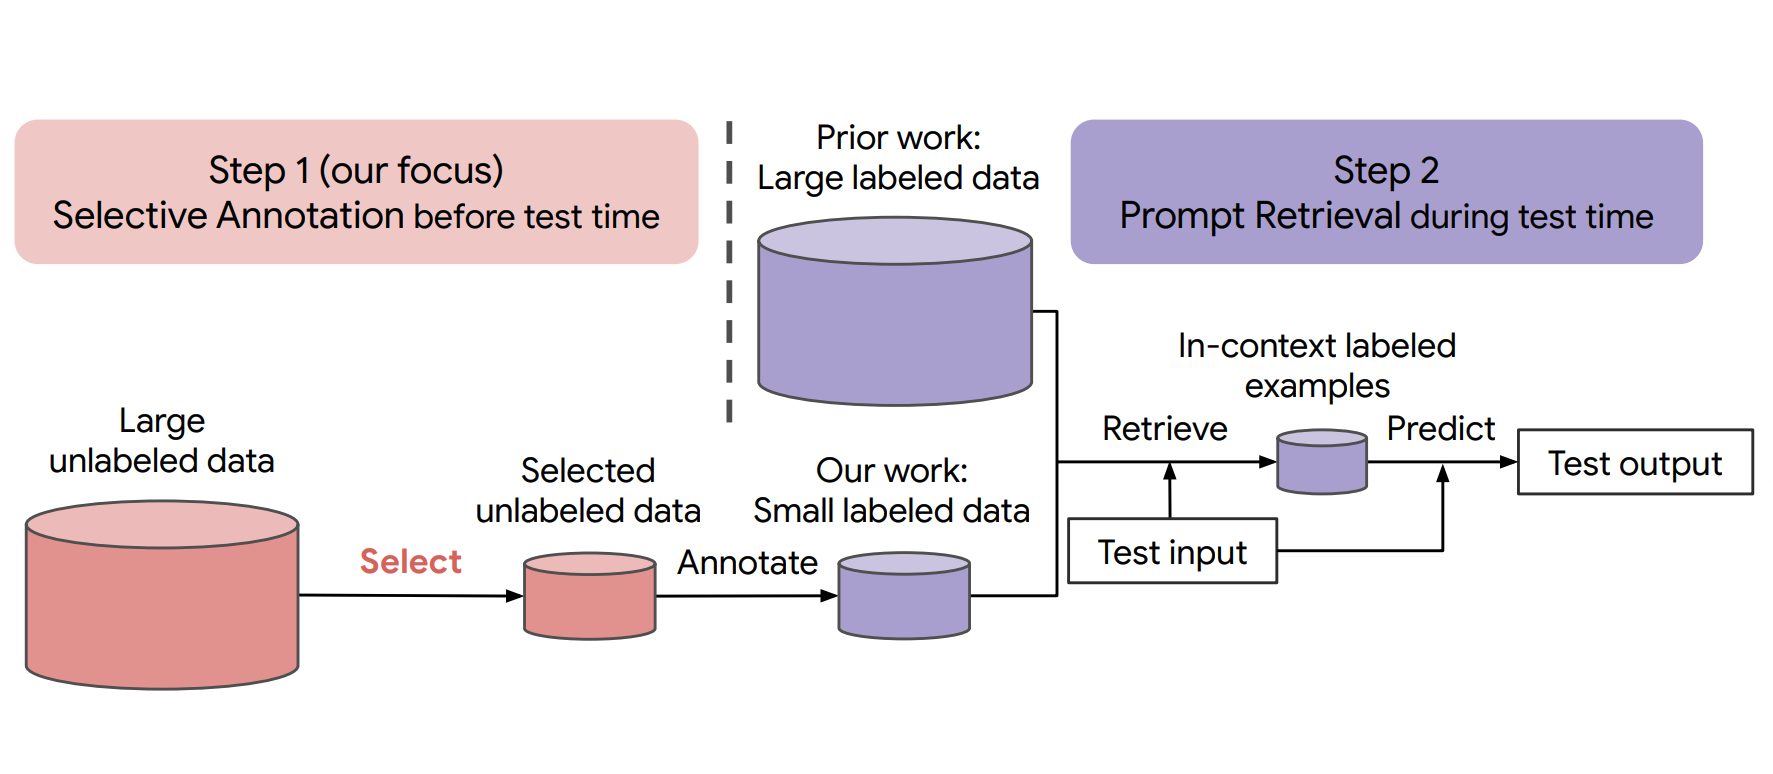 Step 1 (our focus)
Selective Annotation before test time
Prior work:
Large labeled data
Step 2
Prompt Retrieval during test time
In-context labeled
examples
Large
unlabeled data
Retrieve
Predict
Test output
Selected
unlabeled data
Our work:
Small labeled data
Select
Annotate
Test input